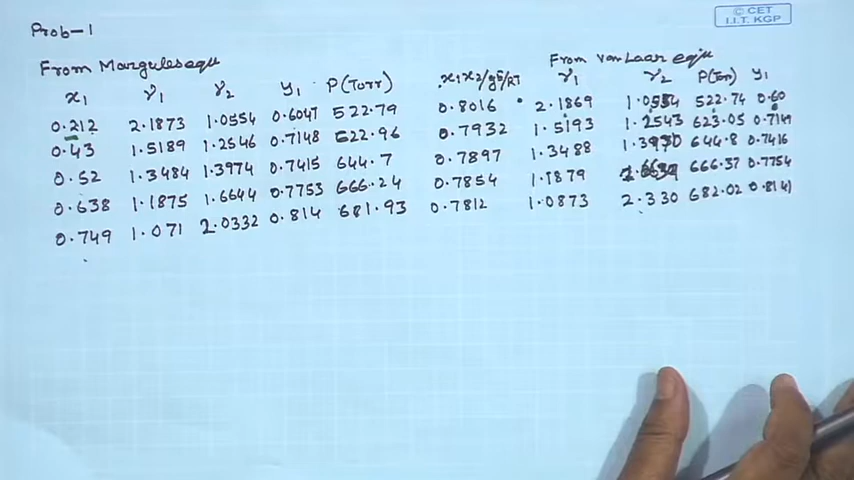 © CET
I.I.T. KGP
Prob-1
From Margules equ From van Laar equ
x1 γ1 γ2 y1 P(Torr) x1x2/gE/RT γ1 γ2 P(Torr) y1
0.212 2.1873 1.0554 0.6047 522.79 0.8016 2.1869 1.0554 522.74 0.60
0.43 1.5189 1.2546 0.7148 622.96 0.7932 1.5193 1.2543 623.05 0.7149
0.52 1.3484 1.3974 0.7415 644.7 0.7897 1.3488 1.3970 644.8 0.7416
0.638 1.1875 1.6644 0.7753 666.24 0.7854 1.1879 666.37 0.7754
0.749 1.071 2.0332 0.814 681.93 0.7812 1.0873 2.330 682.02 0.8141